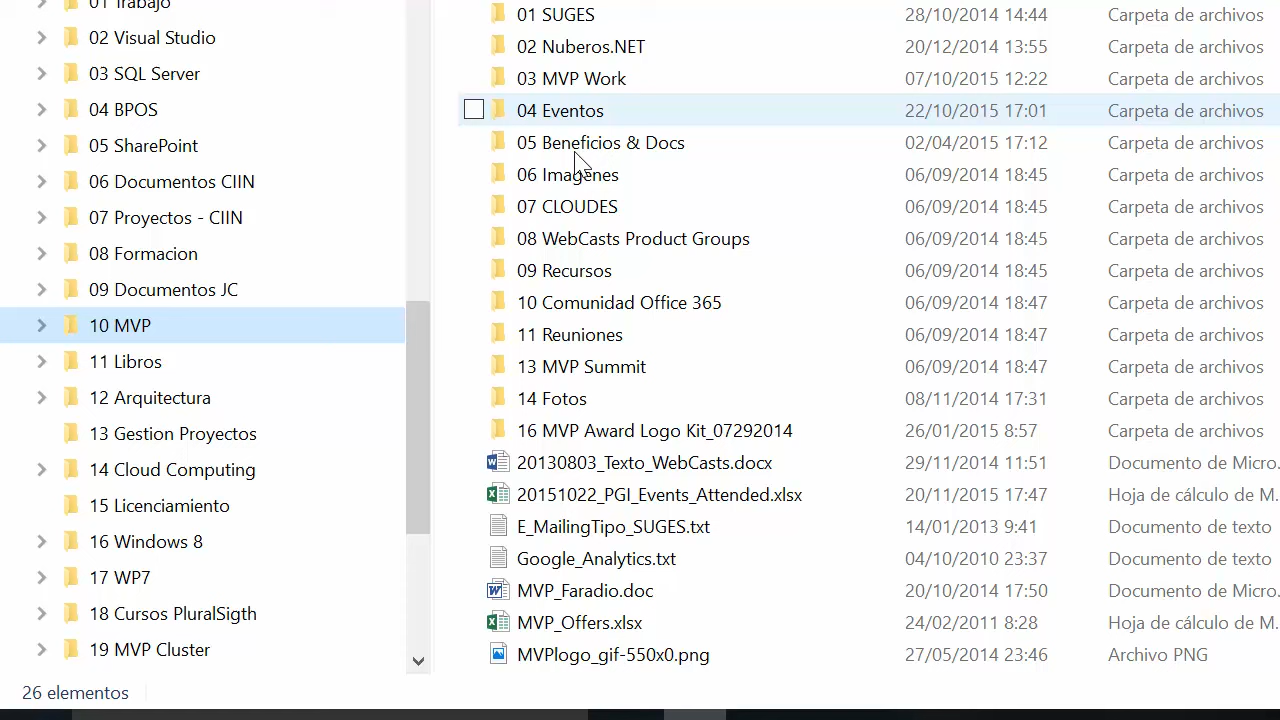 01 Trabajo
02 Visual Studio
03 SQL Server
04 BPOS
05 SharePoint
06 Documentos CIIN
07 Proyectos - CIIN
08 Formacion
09 Documentos JC
10 MVP
11 Libros
12 Arquitectura
13 Gestion Proyectos
14 Cloud Computing
15 Licenciamiento
16 Windows 8
17 WP7
18 Cursos PluralSigth
19 MVP Cluster
26 elementos
01 SUGES 28/10/2014 14:44 Carpeta de archivos
02 Nuberos.NET 20/12/2014 13:55 Carpeta de archivos
03 MVP Work 07/10/2015 12:22 Carpeta de archivos
04 Eventos 22/10/2015 17:01 Carpeta de archivos
05 Beneficios & Docs 02/04/2015 17:12 Carpeta de archivos
06 Imagenes 06/09/2014 18:45 Carpeta de archivos
07 CLOUDES 06/09/2014 18:45 Carpeta de archivos
08 WebCasts Product Groups 06/09/2014 18:45 Carpeta de archivos
09 Recursos 06/09/2014 18:45 Carpeta de archivos
10 Comunidad Office 365 06/09/2014 18:47 Carpeta de archivos
11 Reuniones 06/09/2014 18:47 Carpeta de archivos
13 MVP Summit 06/09/2014 18:47 Carpeta de archivos
14 Fotos 08/11/2014 17:31 Carpeta de archivos
16 MVP Award Logo Kit_07292014 26/01/2015 8:57 Carpeta de archivos
20130803_Texto_WebCasts.docx 29/01/2014 11:51 Documento de Micro.
20151022_PGI_Events_Attended.xlsx 20/11/2015 17:47 Hoja de cálculo de M.
E_MailingTipo_SUGES.txt 14/01/2013 9:41 Documento de texto
Google_Analytics.txt 04/10/2010 23:37 Documento de texto
MVP_Faradio.doc 20/10/2014 17:50 Documento de Micro.
MVP_Offers.xlsx 24/02/2011 8:28 Hoja de cálculo de M.
MVPlogo_gif-550x0.png 27/05/2014 23:46 Archivo PNG